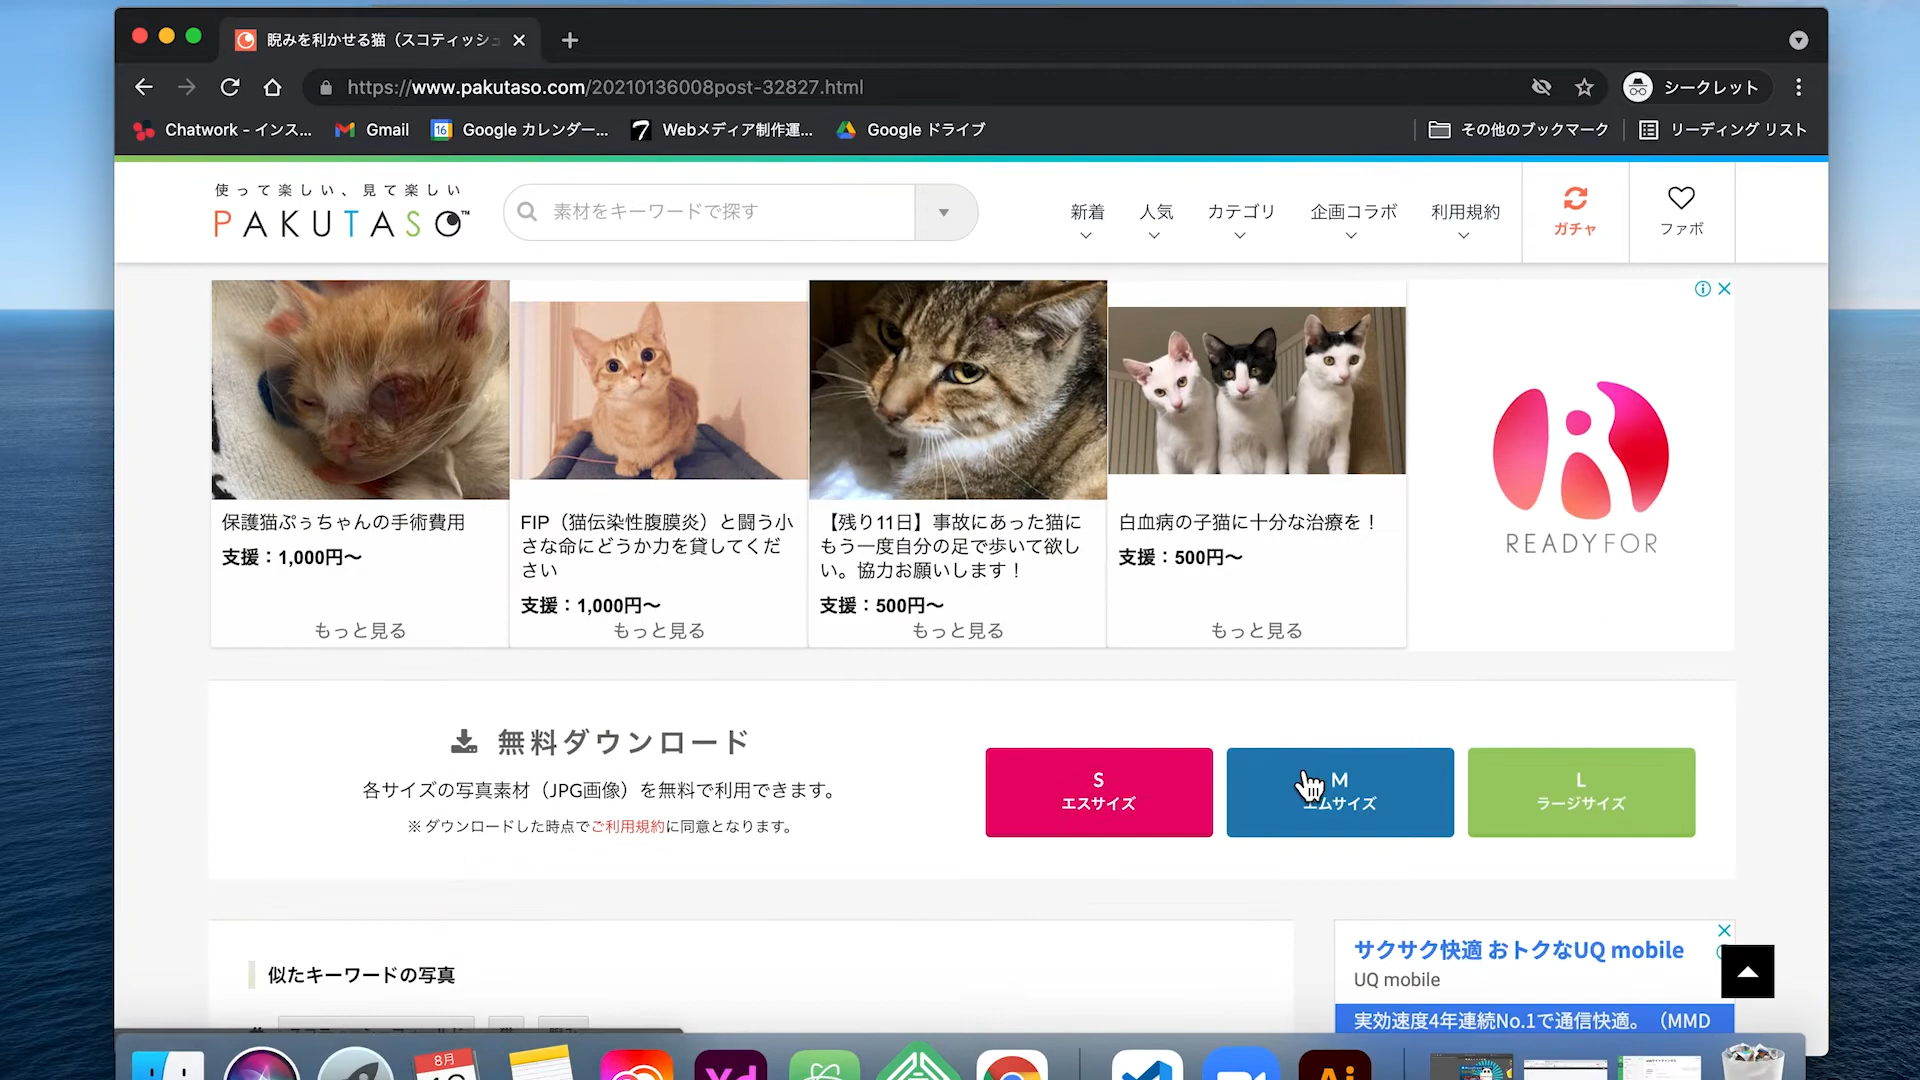 睨みを利かせる猫（スコティッシュ
https://www.pakutaso.com/20210136008post-32827.html
シークレット
Chatwork - インス...
Gmail
16
Google カレンダー...
Webメディア制作運...
Google ドライブ
その他のブックマーク
リーディング リスト
使って楽しい、見て楽しい
PAKUTASO™
素材をキーワードで探す
新着
人気
カテゴリ
企画コラボ
利用規約
ガチャ
ファボ
保護猫ぷぅちゃんの手術費用
支援：1,000円〜
もっと見る
FIP（猫伝染性腹膜炎）と闘う小
さな命にどうか力を貸してくだ
さい
支援：1,000円〜
もっと見る
【残り11日】事故にあった猫に
もう一度自分の足で歩いて欲し
い。協力お願いします！
支援：500円〜
もっと見る
白血病の子猫に十分な治療を！
支援：500円〜
もっと見る
READYFOR
無料ダウンロード
各サイズの写真素材（JPG画像）を無料で利用できます。
※ ダウンロードした時点でご利用規約に同意となります。
S
エスサイズ
M
エムサイズ
L
ラージサイズ
似たキーワードの写真
サクサク快適 おトクなUQ mobile
UQ mobile
実効速度4年連続No.1で通信快適。（MMD
8月
Xd
Ai